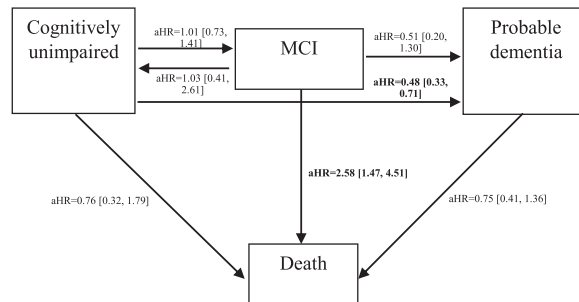 Cognitively
unimpaired
aHR=1.01 [0.73,
1.41]
MCI
aHR=0.51 [0.20,
1.30]
Probable
dementia
aHR=1.03 [0.41,
2.61]
aHR=0.48 [0.33,
0.71]
aHR=2.58 [1.47, 4.51]
aHR=0.76 [0.32, 1.79]
aHR=0.75 [0.41, 1.36]
Death